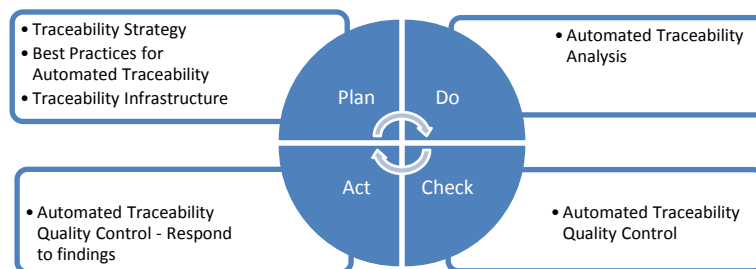 • Traceability Strategy
• Best Practices for
Automated Traceability
• Traceability Infrastructure
Plan
Do
• Automated Traceability
Analysis
Act
Check
• Automated Traceability
Quality Control - Respond
to findings
• Automated Traceability
Quality Control